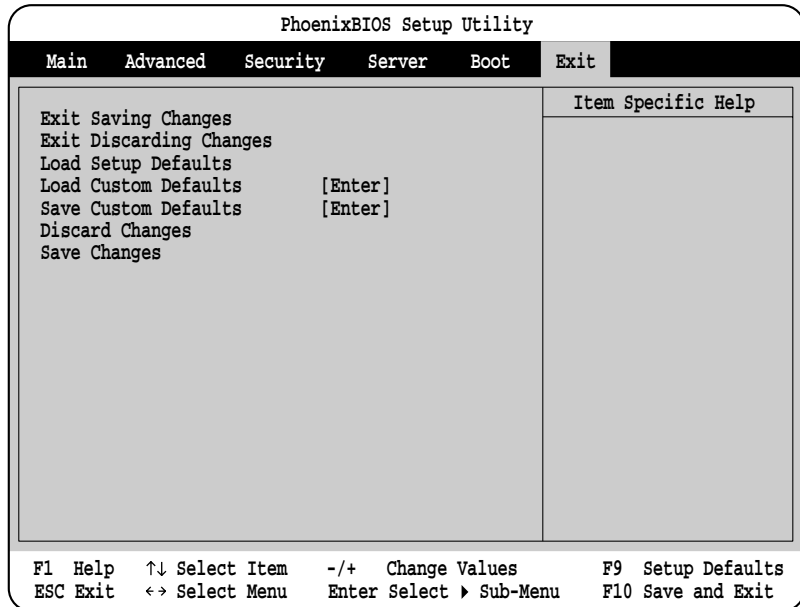 PhoenixBIOS Setup Utility
Main Advanced Security Server Boot Exit
Item Specific Help
Exit Saving Changes
Exit Discarding Changes
Load Setup Defaults
Load Custom Defaults [Enter]
Save Custom Defaults [Enter]
Discard Changes
Save Changes
F1 Help ↑↓ Select Item -/+ Change Values F9 Setup Defaults
ESC Exit ←→ Select Menu Enter Select ▶ Sub-Menu F10 Save and Exit